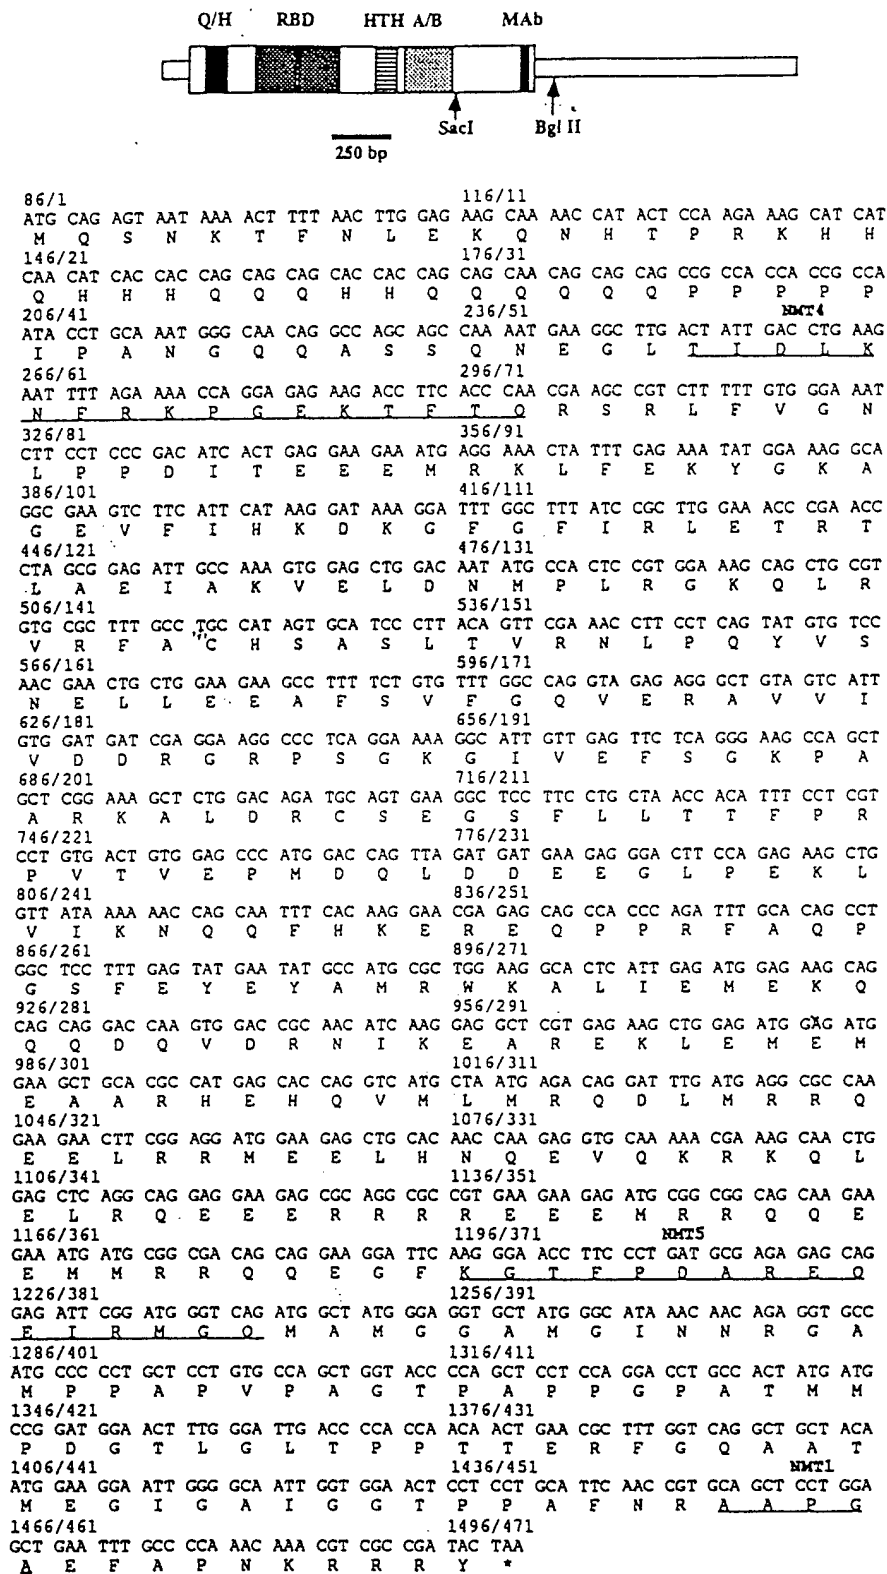 Q/H RBD HTH A/B MAb
SacI Bgl II
250 bp
86/1 116/11
ATG CAG AGT AAT AAA ACT TTT AAC TTG GAG AAG CAA AAC CAT ACT CCA AGA AAG CAT CAT
M Q S N K T F N L E K Q N H T P R K H H
146/21 176/31
CAA CAT CAC CAC CAG CAG CAG CAC CAC CAG CAG CAA CAG CAG CAG CCG CCA CCA CCG CCA
Q H H H Q Q Q H H Q Q Q Q Q Q P P P P P
206/41 236/51 NMT4
ATA CCT GCA AAT GGG CAA CAG GCC AGC AGC CAA AAT GAA GGC TTG ACT ATT GAC CTG AAG
I P A N G Q Q A S S Q N E G L T I D L K
266/61 296/71
AAT TTT AGA AAA CCA GGA GAG AAG ACC TTC ACC CAA CGA AGC CGT CTT TTT GTG GGA AAT
N F R K P G E K T F T Q R S R L F V G N
326/81 356/91
CTT CCT CCC GAC ATC ACT GAG GAA GAA ATG AGG AAA CTA TTT GAG AAA TAT GGA AAG GCA
L P P D I T E E E M R K L F E K Y G K A
386/101 416/111
GGC GAA GTC TTC ATT CAT AAG GAT AAA GGA TTT GGC TTT ATC CGC TTG GAA ACC CGA ACC
G E V F I H K D K G F G F I R L E T R T
446/121 476/131
CTA GCG GAG ATT GCC AAA GTG GAG CTG GAC AAT ATG CCA CTC CGT GGA AAG CAG CTG CGT
L A E I A K V E L D N M P L R G K Q L R
506/141 536/151
GTG CGC TTT GCC TGC CAT AGT GCA TCC CTT ACA GTT CGA AAC CTT CCT CAG TAT GTG TCC
V R F A C H S A S L T V R N L P Q Y V S
566/161 596/171
AAC GAA CTG CTG GAA GAA GCC TTT TCT GTG TTT GGC CAG GTA GAG AGG GCT GTA GTC ATT
N E L L E E A F S V F G Q V E R A V V I
626/181 656/191
GTG GAT GAT CGA GGA AGG CCC TCA GGA AAA GGC ATT GTT GAG TTC TCA GGG AAG CCA GCT
V D D R G R P S G K G I V E F S G K P A
686/201 716/211
GCT CGG AAA GCT CTG GAC AGA TGC AGT GAA GGC TCC TTC CTG CTA ACC ACA TTT CCT CGT
A R K A L D R C S E G S F L L T T F P R
746/221 776/231
CCT GTG ACT GTG GAG CCC ATG GAC CAG TTA GAT GAT GAA GAG GGA CTT CCA GAG AAG CTG
P V T V E P M D Q L D D E E G L P E K L
806/241 836/251
GTT ATA AAA AAC CAG CAA TTT CAC AAG GAA CGA GAG CAG CCA CCC AGA TTT GCA CAG CCT
V I K N Q Q F H K E R E Q P P R F A Q P
866/261 896/271
GGC TCC TTT GAG TAT GAA TAT GCC ATG CGC TGG AAG GCA CTC ATT GAG ATG GAG AAG CAG
G S F E Y E Y A M R W K A L I E M E K Q
926/281 956/291
CAG CAG GAC CAA GTG GAC CGC AAC ATC AAG GAG GCT CGT GAG AAG CTG GAG ATG GAG ATG
Q Q D Q V D R N I K E A R E K L E M E M
986/301 1016/311
GAA GCT GCA CGC CAT GAG CAC CAG GTC ATG CTA ATG AGA CAG GAT TTG ATG AGG CGC CAA
E A A R H E H Q V M L M R Q D L M R R Q
1046/321 1076/331
GAA GAA CTT CGG AGG ATG GAA GAG CTG CAC AAC CAA GAG GTG CAA AAA CGA AAG CAA CTG
E E L R R M E E L H N Q E V Q K R K Q L
1106/341 1136/351
GAG CTC AGG CAG GAG GAA GAG CGC AGG CGC CGT GAA GAA GAG ATG CGG CGG CAG CAA GAA
E L R Q E E E R R R R E E E M R R Q Q E
1166/361 1196/371 NMT5
GAA ATG ATG CGG CGA CAG CAG GAA GGA TTC AAG GGA ACC TTC CCT GAT GCG AGA GAG CAG
E M M R R Q Q E G F K G T F P D A R E Q
1226/381 1256/391
GAG ATT CGG ATG GGT CAG ATG GCT ATG GGA GGT GCT ATG GGC ATA AAC AAC AGA GGT GCC
E I R M G Q M A M G G A M G I N N R G A
1286/401 1316/411
ATG CCC CCT GCT CCT GTG CCA GCT GGT ACC CCA GCT CCT CCA GGA CCT GCC ACT ATG ATG
M P P A P V P A G T P A P P G P A T M M
1346/421 1376/431
CCG GAT GGA ACT TTG GGA TTG ACC CCA CCA ACA ACT GAA CGC TTT GGT CAG GCT GCT ACA
P D G T L G L T P P T T E R F G Q A A T
1406/441 1436/451 NMT1
ATG GAA GGA ATT GGG GCA ATT GGT GGA ACT CCT CCT GCA TTC AAC CGT GCA GCT CCT GGA
M E G I G A I G G T P P A F N R A A P G
1466/461 1496/471
GCT GAA TTT GCC CCA AAC AAA CGT CGC CGA TAC TAA
A E F A P N K R R R Y *